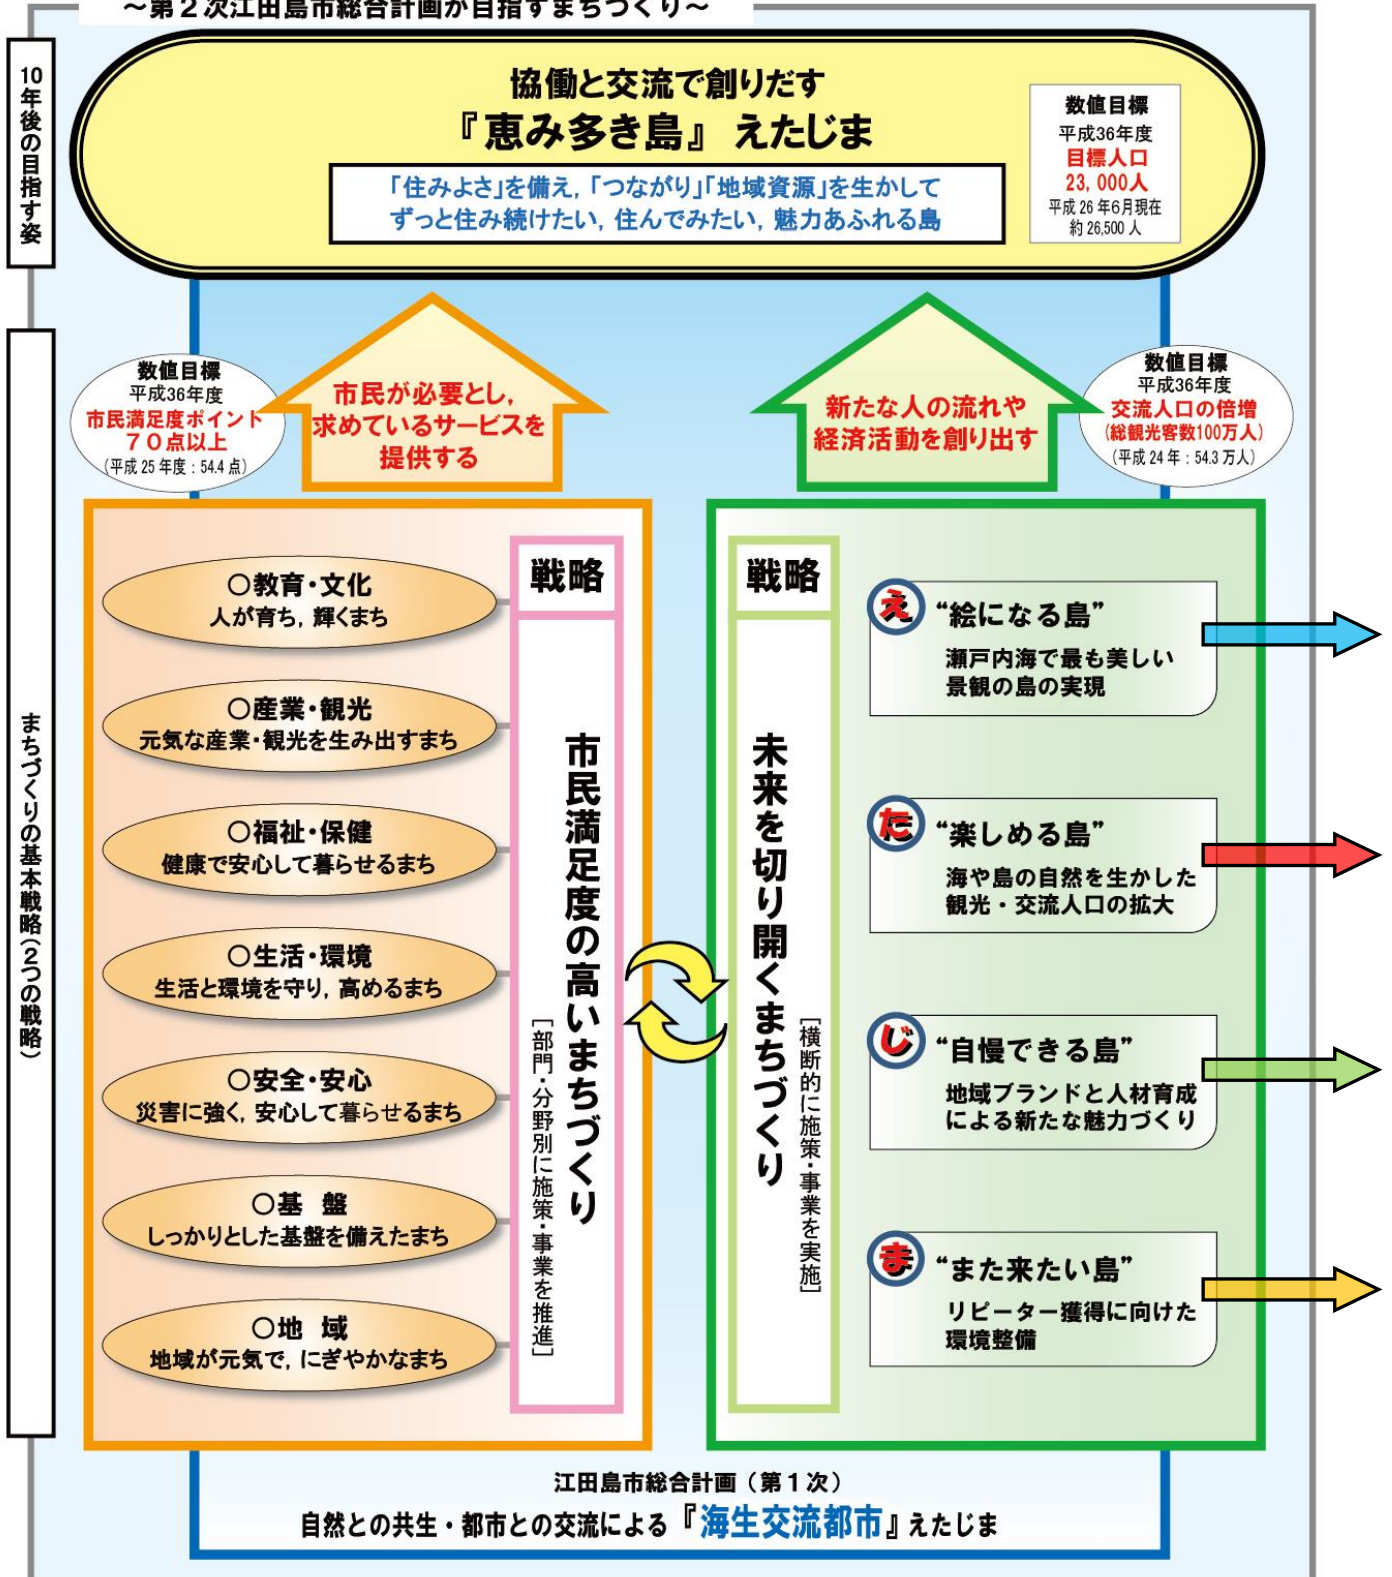 ～第２次江田島市総合計画が目指すまちづくり～
10年後の目指す姿
協働と交流で創りだす
『恵み多き島』 えたじま
「住みよさ」を備え，「つながり」「地域資源」を生かして
ずっと住み続けたい，住んでみたい，魅力あふれる島
数値目標
平成36年度
目標人口
23，000人
平成 26 年6月現在
約 26,500 人
まちづくりの基本戦略（２つの戦略）
数値目標
平成36年度
市民満足度ポイント
７０点以上
（平成 25 年度：54.4 点）
市民が必要とし，
求めているサービスを
提供する
新たな人の流れや
経済活動を創り出す
数値目標
平成36年度
交流人口の倍増
（総観光客数100万人）
（平成 24 年：54.3 万人）
○教育・文化
人が育ち，輝くまち
○産業・観光
元気な産業・観光を生み出すまち
○福祉・保健
健康で安心して暮らせるまち
○生活・環境
生活と環境を守り，高めるまち
○安全・安心
災害に強く，安心して暮らせるまち
○基 盤
しっかりとした基盤を備えたまち
○地 域
地域が元気で，にぎやかなまち
戦略
市民満足度の高いまちづくり
［部門・分野別に施策・事業を推進］
戦略
未来を切り開くまちづくり
［横断的に施策・事業を実施］
え “絵になる島”
瀬戸内海で最も美しい
景観の島の実現
た “楽しめる島”
海や島の自然を生かした
観光・交流人口の拡大
じ “自慢できる島”
地域ブランドと人材育成
による新たな魅力づくり
ま “また来たい島”
リピーター獲得に向けた
環境整備
江田島市総合計画（第１次）
自然との共生・都市との交流による『海生交流都市』えたじま